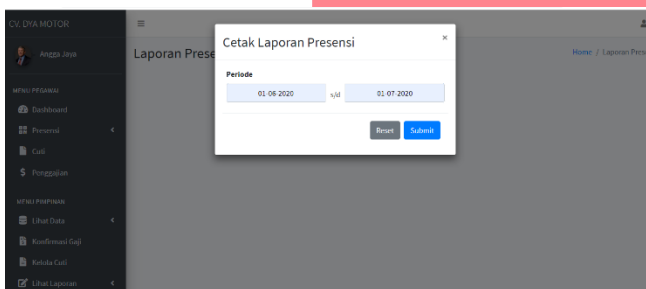 CV. DYA MOTOR
Angga Jaya
MENU PEGAWAI
Dashboard
Presensi
Cuti
Penggajian
MENU PIMPINAN
Lihat Data
Konfirmasi Gaji
Kelola Cuti
Lihat Laporan
Laporan Prese
Home / Laporan Pres
Cetak Laporan Presensi
×
Periode
01-06-2020 s/d 01-07-2020
Reset Submit